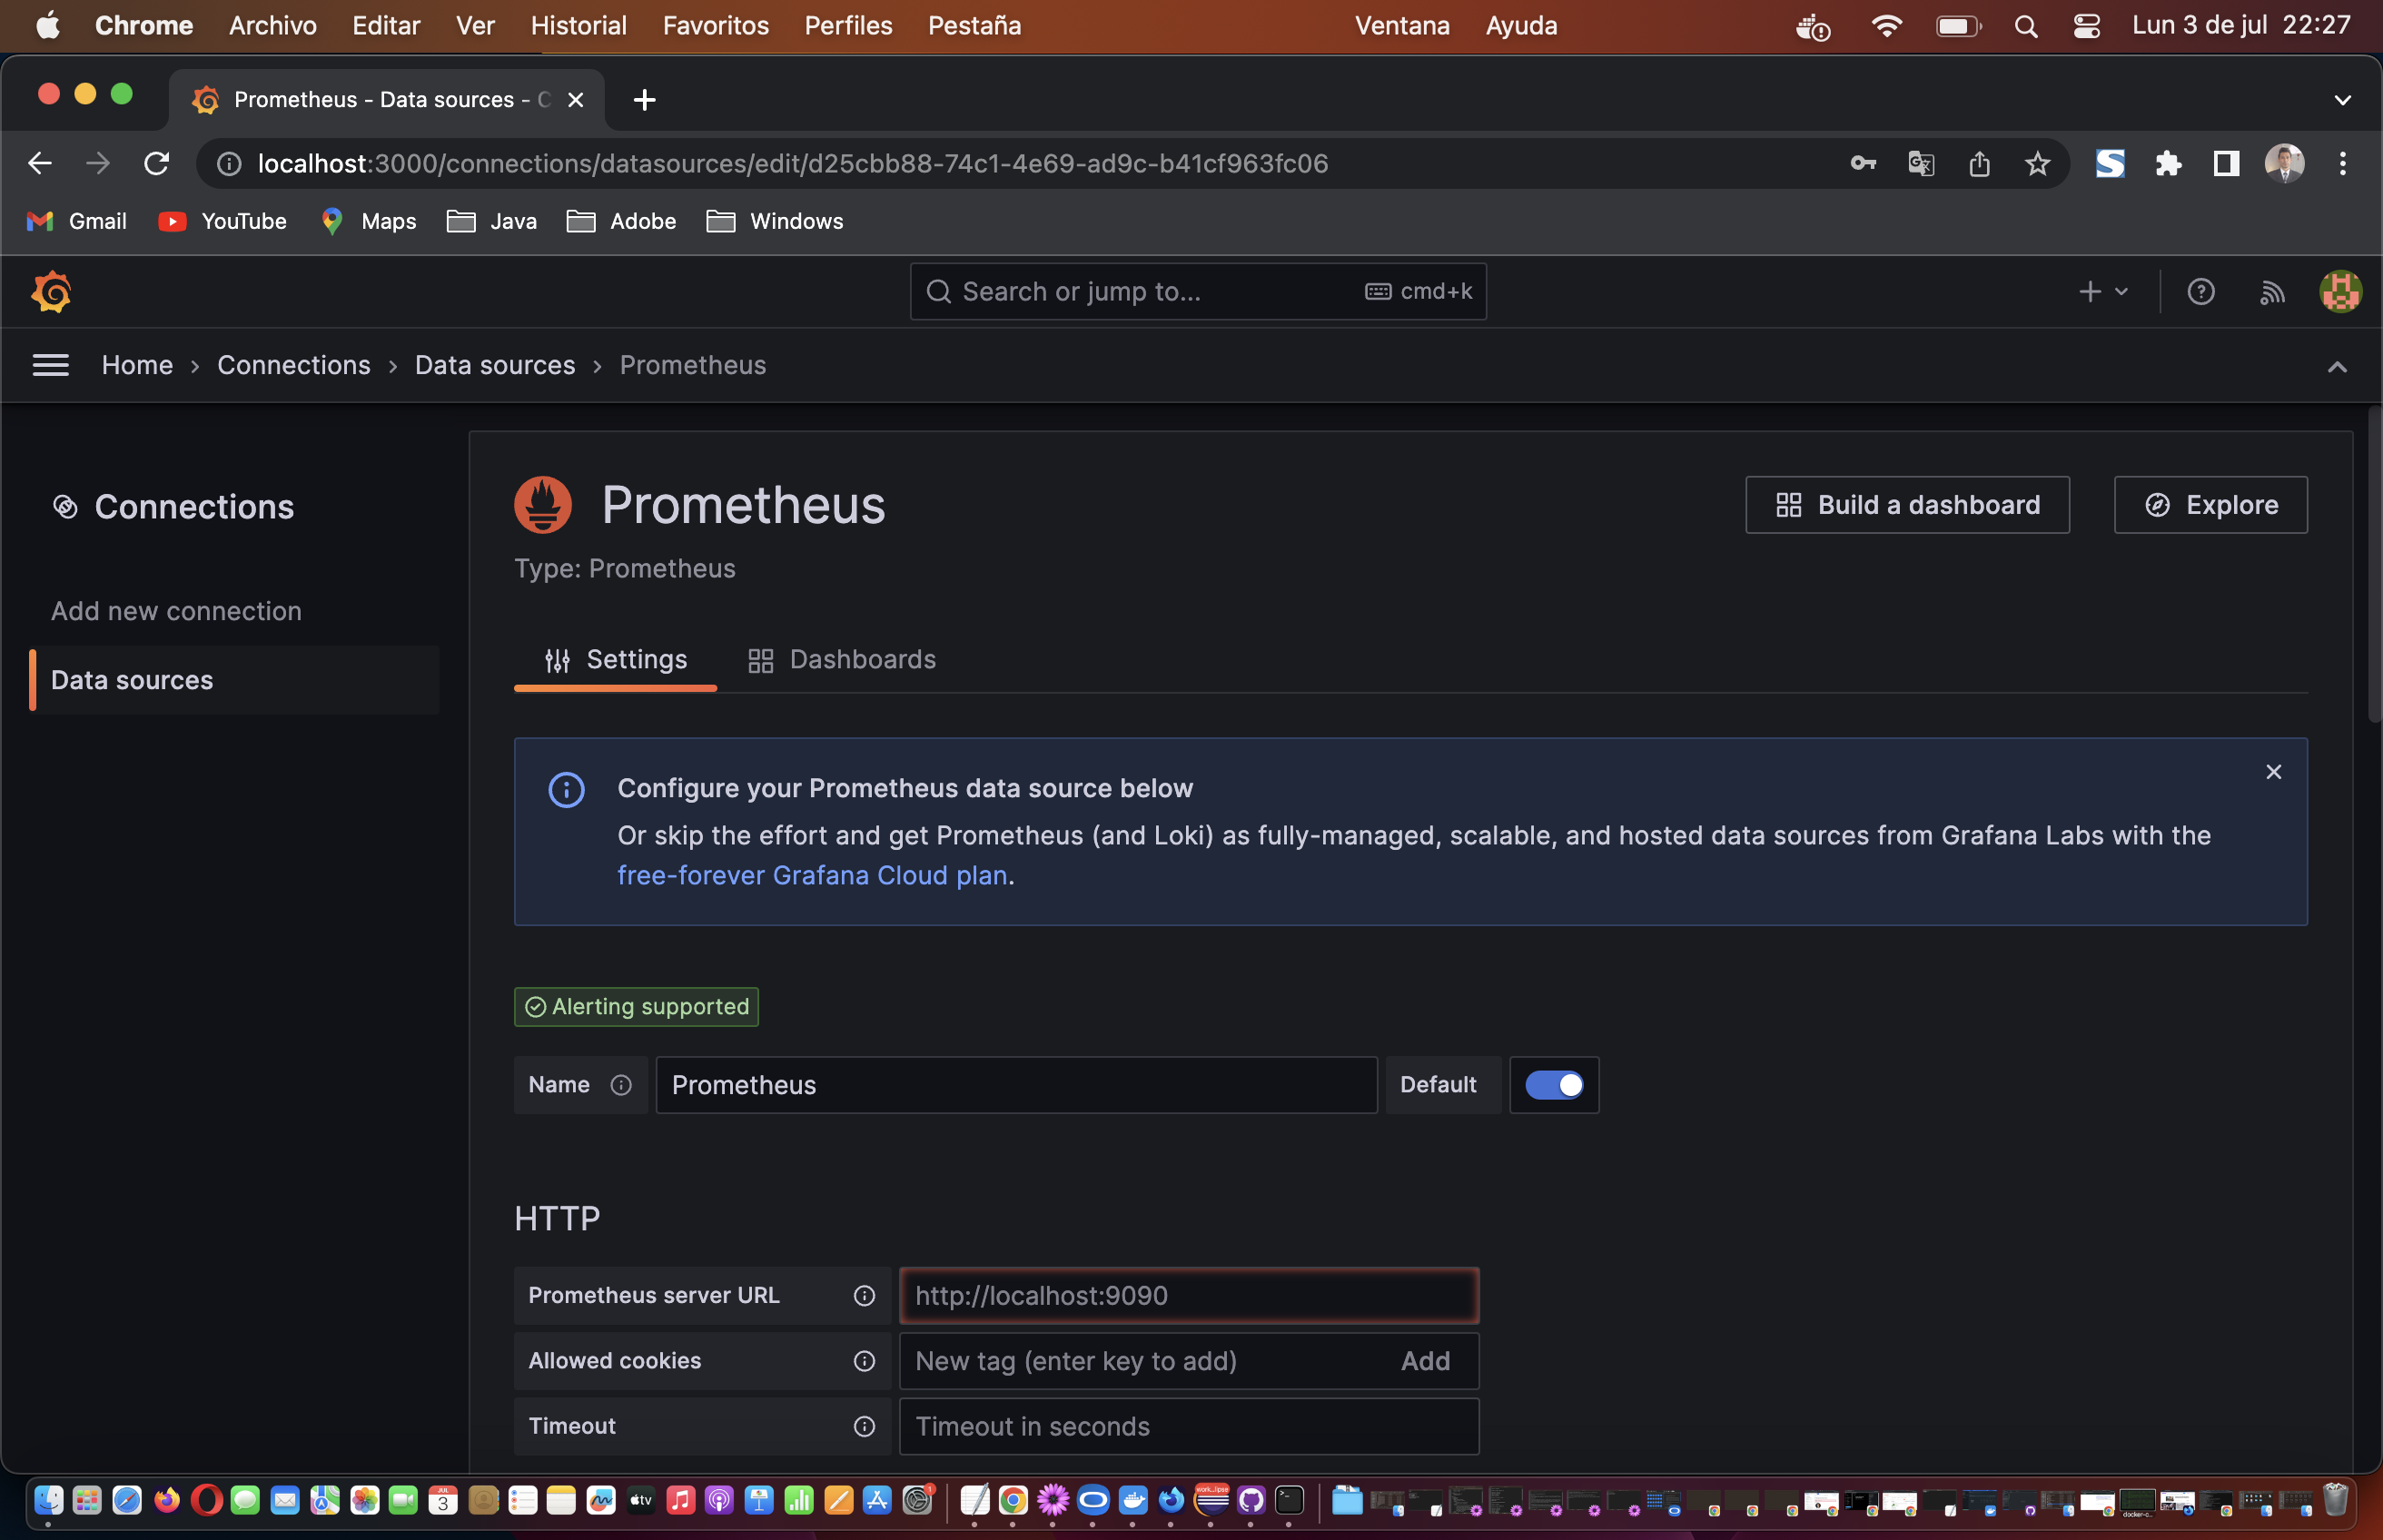 Chrome Archivo Editar Ver Historial Favoritos Perfiles Pestaña Ventana Ayuda Lun 3 de jul 22:27
Prometheus - Data sources -
localhost:3000/connections/datasources/edit/d25cbb88-74c1-4e69-ad9c-b41cf963fc06
Gmail YouTube Maps Java Adobe Windows
Search or jump to... cmd+k
Home › Connections › Data sources › Prometheus
Connections
Add new connection
Data sources
Prometheus
Build a dashboard
Explore
Type: Prometheus
Settings
Dashboards
Configure your Prometheus data source below
Or skip the effort and get Prometheus (and Loki) as fully-managed, scalable, and hosted data sources from Grafana Labs with the
free-forever Grafana Cloud plan.
Alerting supported
Name Prometheus Default
HTTP
Prometheus server URL http://localhost:9090
Allowed cookies New tag (enter key to add) Add
Timeout Timeout in seconds
JUL
3
tv
1